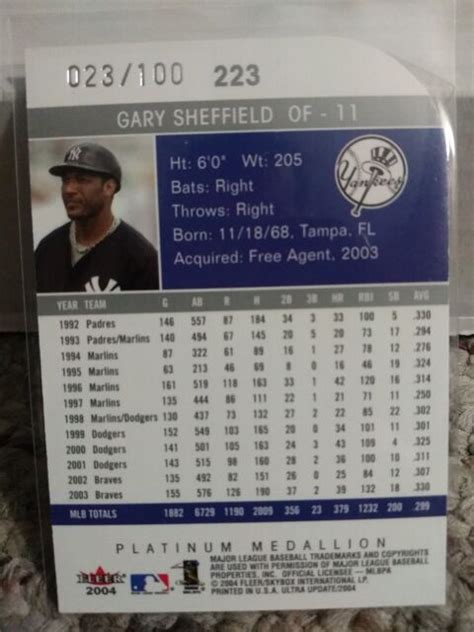 023/100 223
GARY SHEFFIELD OF - 11
Ht: 6'0" Wt: 205
Bats: Right
Throws: Right
Born: 11/18/68, Tampa, FL
Acquired: Free Agent, 2003
Yankees
NY
YEAR TEAM G AB R H 2B 3B HR RBI SB AVG
1992 Padres 146 557 87 184 34 3 33 100 5 .330
1993 Padres/Marlins 140 494 67 145 20 5 20 73 17 .294
1994 Marlins 87 322 61 89 16 1 27 78 12 .276
1995 Marlins 63 213 46 69 8 0 16 46 19 .324
1996 Marlins 161 519 118 163 33 1 42 120 16 .314
1997 Marlins 135 444 86 111 22 1 21 71 11 .250
1998 Marlins/Dodgers 130 437 73 132 27 2 22 85 22 .302
1999 Dodgers 152 549 103 165 20 0 34 101 11 .301
2000 Dodgers 141 501 105 163 24 3 43 109 4 .325
2001 Dodgers 143 515 98 160 28 2 36 100 10 .311
2002 Braves 135 492 82 151 26 0 25 84 12 .307
2003 Braves 155 576 126 190 37 2 39 132 18 .330
MLB TOTALS 1882 6729 1190 2009 356 23 379 1232 200 .299
PLATINUM MEDALLION
FLEER
2004
MAJOR LEAGUE BASEBALL TRADEMARKS AND COPYRIGHTS
ARE USED WITH PERMISSION OF MAJOR LEAGUE BASEBALL
PROPERTIES, INC. OFFICIAL LICENSEE - MLBPA
© 2004 FLEER/SKYBOX INTERNATIONAL LP.
PRINTED IN U.S.A. ULTRA UPDATE/2004